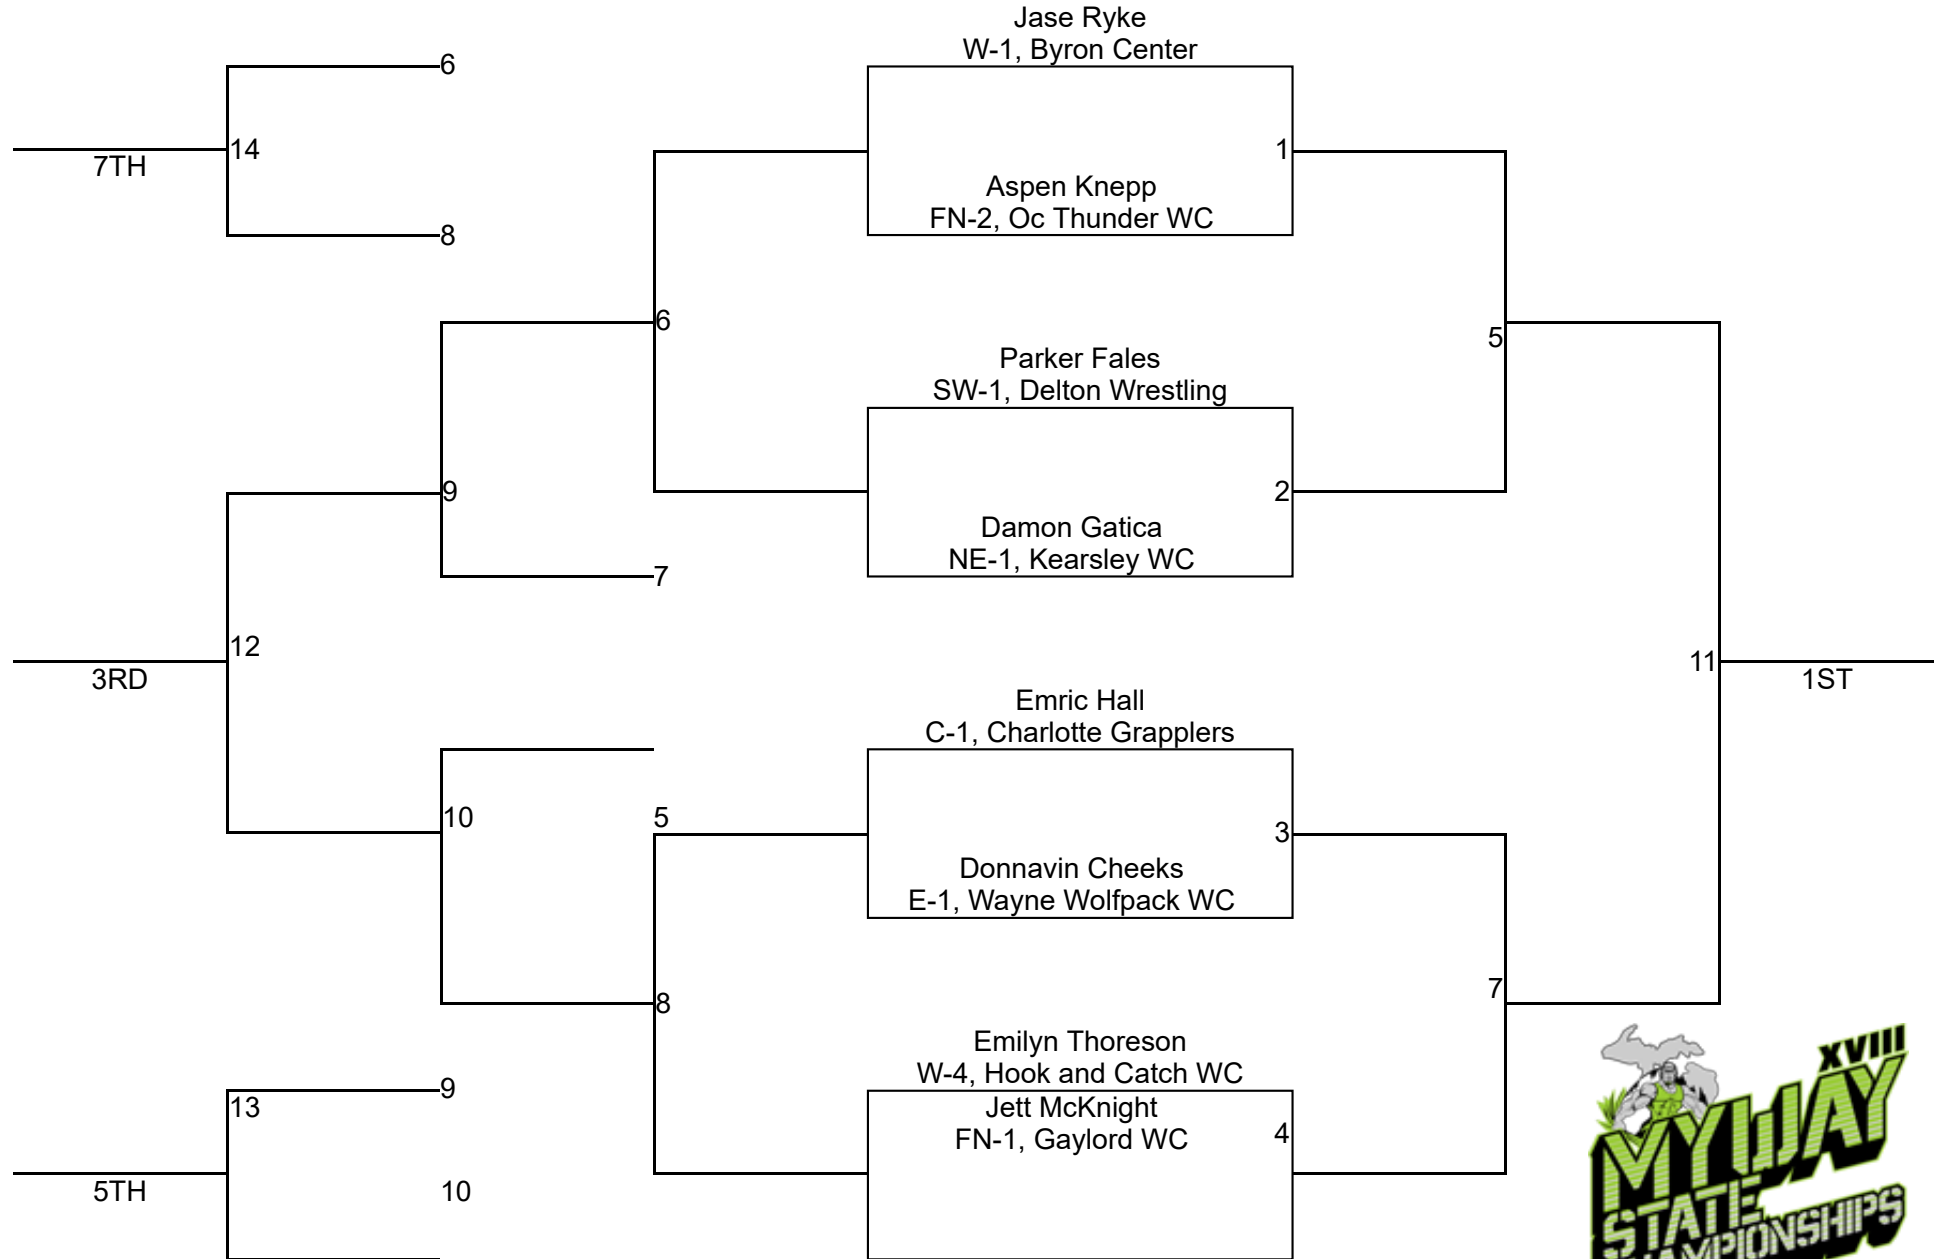 Jase Ryke
W-1, Byron Center
6
14
7TH
1
Aspen Knepp
FN-2, Oc Thunder WC
8
6
5
Parker Fales
SW-1, Delton Wrestling
9
2
Damon Gatica
NE-1, Kearsley WC
7
12
3RD
11
1ST
Emric Hall
C-1, Charlotte Grapplers
10
5
3
Donnavin Cheeks
E-1, Wayne Wolfpack WC
8
7
Emilyn Thoreson
W-4, Hook and Catch WC
9
13
Jett McKnight
FN-1, Gaylord WC
4
5TH
10
XVIII
MYWAY
STATE
CHAMPIONSHIPS